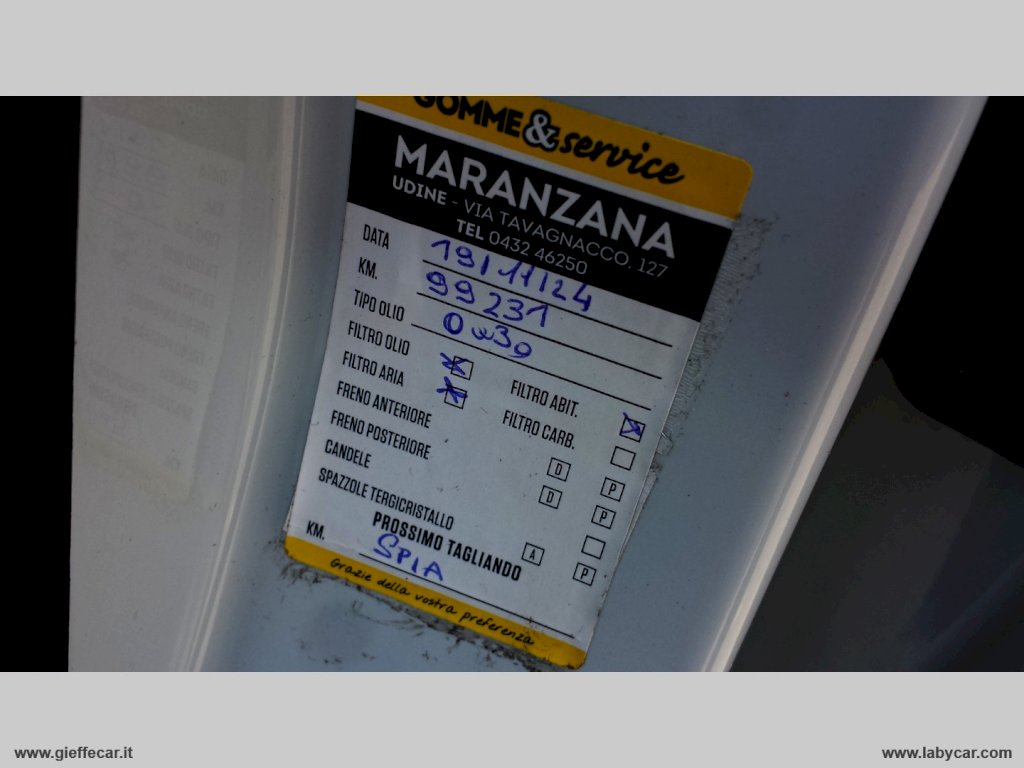 GOMME & service
MARANZANA
UDINE - VIA TAVAGNACCO. 127
TEL 0432 46250
DATA 19/11/24
KM. 99231
TIPO OLIO 0w30
FILTRO OLIO
FILTRO ABIT.
FILTRO ARIA
FILTRO CARB.
FRENO ANTERIORE D P
FRENO POSTERIORE D P
CANDELE
SPAZZOLE TERGICRISTALLO A P
PROSSIMO TAGLIANDO
KM. SPIA
Grazie della vostra preferenza
www.gieffecar.it
www.labycar.com